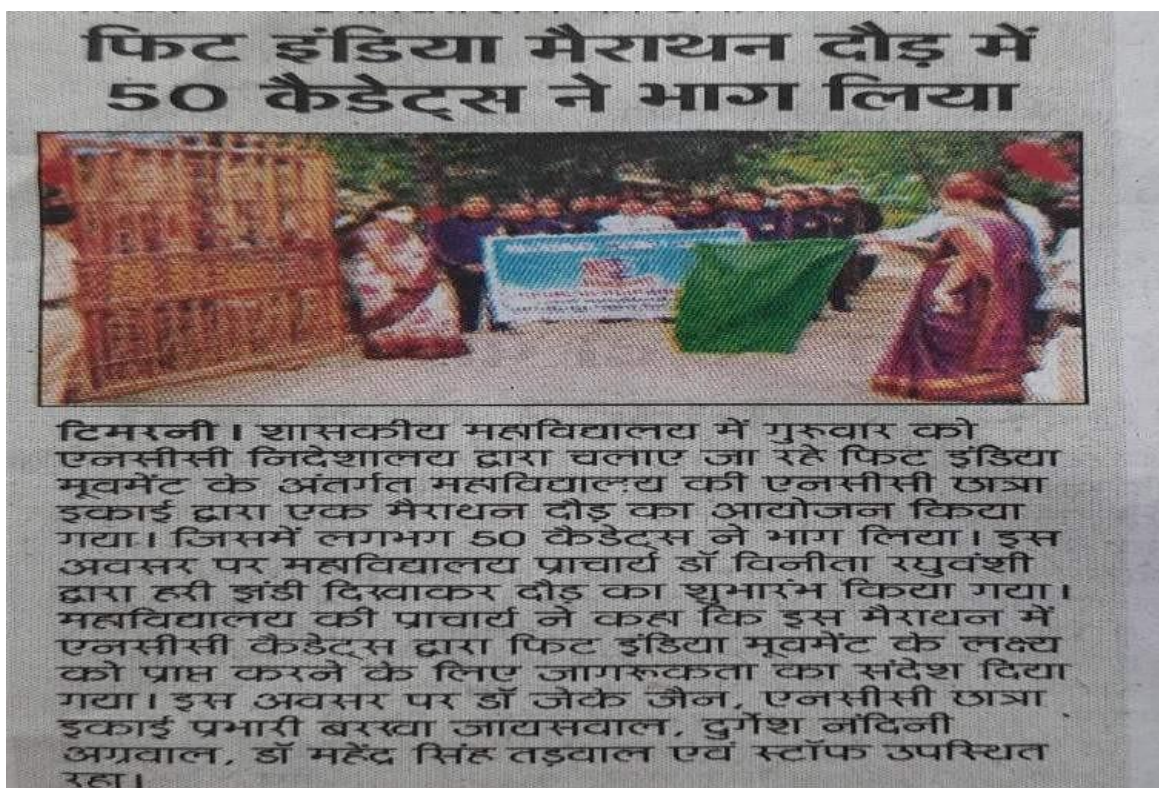 फिट इंडिया मैराथन दौड़ में
50 कैडेट्स ने भाग लिया
टिमरनी। शासकीय महाविद्यालय में गुरुवार को
एनसीसी निदेशालय द्वारा चलाए जा रहे फिट इंडिया
मूवमेंट के अंतर्गत महाविद्यालय की एनसीसी छात्रा
इकाई द्वारा एक मैराथन दौड़ का आयोजन किया
गया। जिसमें लगभग 50 कैडेट्स ने भाग लिया। इस
अवसर पर महाविद्यालय प्राचार्य डॉ विनीता रघुवंशी
द्वारा हरी झंडी दिखाकर दौड़ का शुभारंभ किया गया।
महाविद्यालय की प्राचार्य ने कहा कि इस मैराथन में
एनसीसी कैडेट्स द्वारा फिट इंडिया मूवमेंट के लक्ष्य
को प्राप्त करने के लिए जागरूकता का संदेश दिया
गया। इस अवसर पर डॉ जेके जैन, एनसीसी छात्रा
इकाई प्रभारी बरखा जायसवाल, दुर्गेश नंदिनी
अग्रवाल, डॉ महेंद्र सिंह तड़वाल एवं स्टॉफ उपस्थित
रहा।